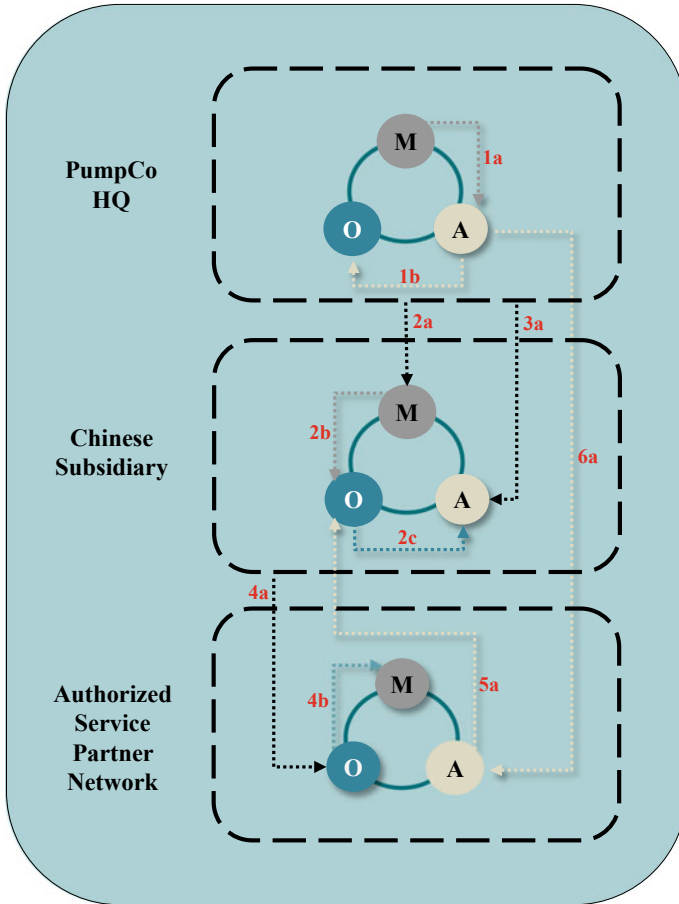 M
1a
PumpCo
HQ
O
A
1b
2a
3a
M
2b
Chinese
Subsidiary
6a
O
A
2c
4a
M
Authorized
Service
Partner
Network
4b
5a
O
A